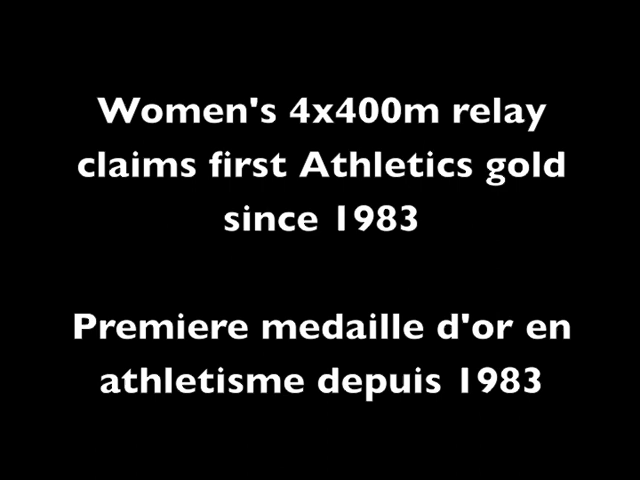 Women's 4x400m relay
claims first Athletics gold
since 1983
Premiere medaille d'or en
athletisme depuis 1983